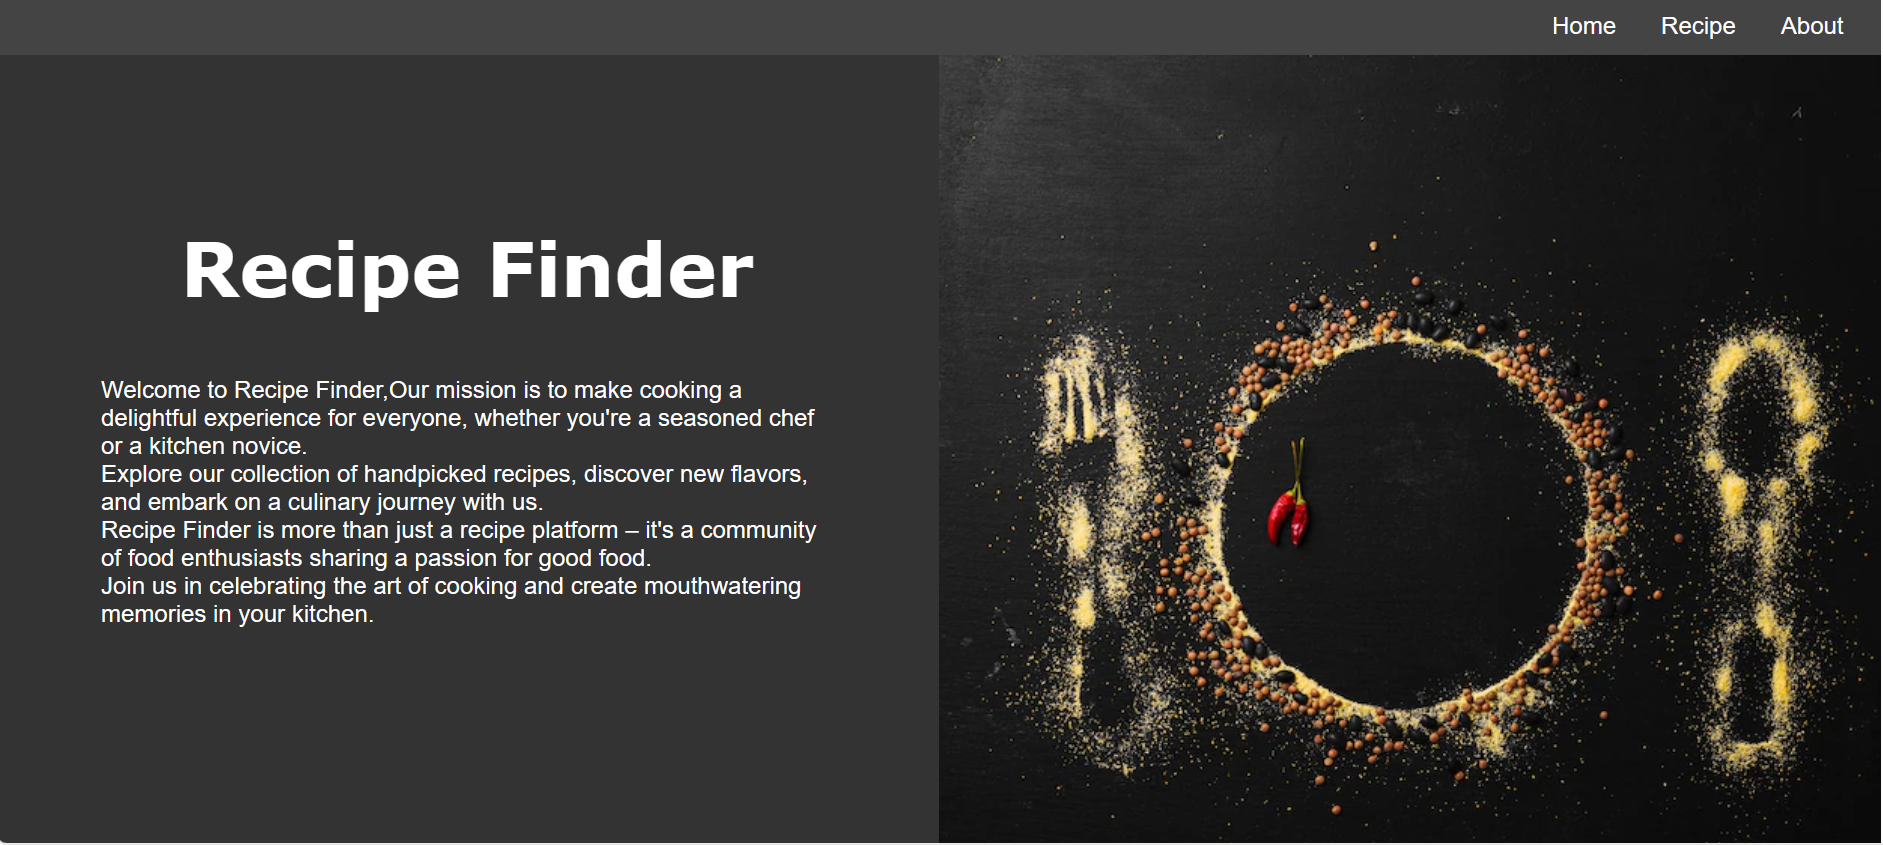 Home Recipe About
Recipe Finder
Welcome to Recipe Finder,Our mission is to make cooking a
delightful experience for everyone, whether you're a seasoned chef
or a kitchen novice.
Explore our collection of handpicked recipes, discover new flavors,
and embark on a culinary journey with us.
Recipe Finder is more than just a recipe platform – it's a community
of food enthusiasts sharing a passion for good food.
Join us in celebrating the art of cooking and create mouthwatering
memories in your kitchen.